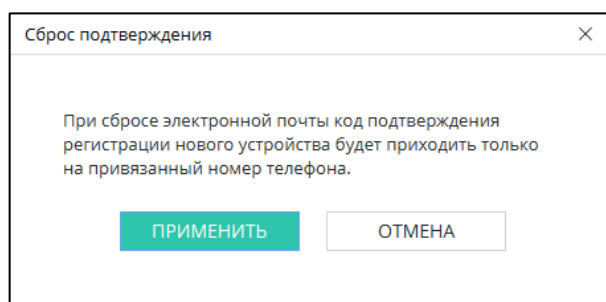 Сброс подтверждения
При сбросе электронной почты код подтверждения
регистрации нового устройства будет приходить только
на привязанный номер телефона.
ПРИМЕНИТЬ
ОТМЕНА